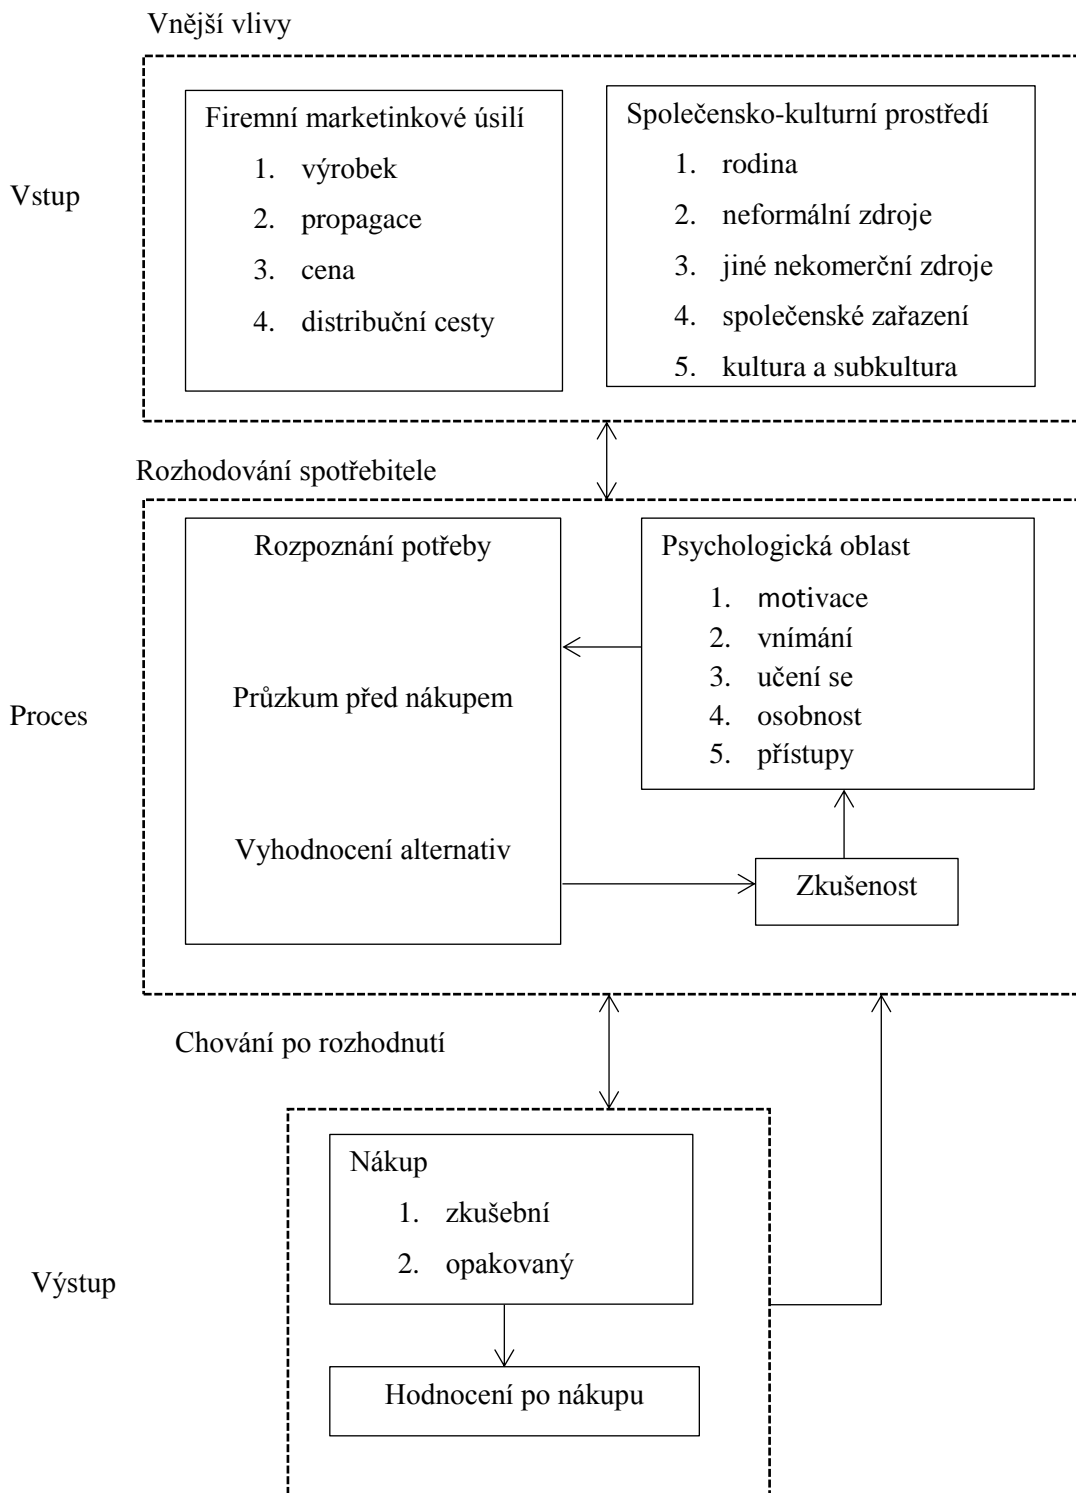 Vnější vlivy
Vstup
Firemní marketinkové úsilí
1. výrobek
2. propagace
3. cena
4. distribuční cesty
Společensko-kulturní prostředí
1. rodina
2. neformální zdroje
3. jiné nekomerční zdroje
4. společenské zařazení
5. kultura a subkultura
Rozhodování spotřebitele
Proces
Rozpoznání potřeby
Průzkum před nákupem
Vyhodnocení alternativ
Psychologická oblast
1. motivace
2. vnímání
3. učení se
4. osobnost
5. přístupy
Zkušenost
Chování po rozhodnutí
Výstup
Nákup
1. zkušební
2. opakovaný
Hodnocení po nákupu